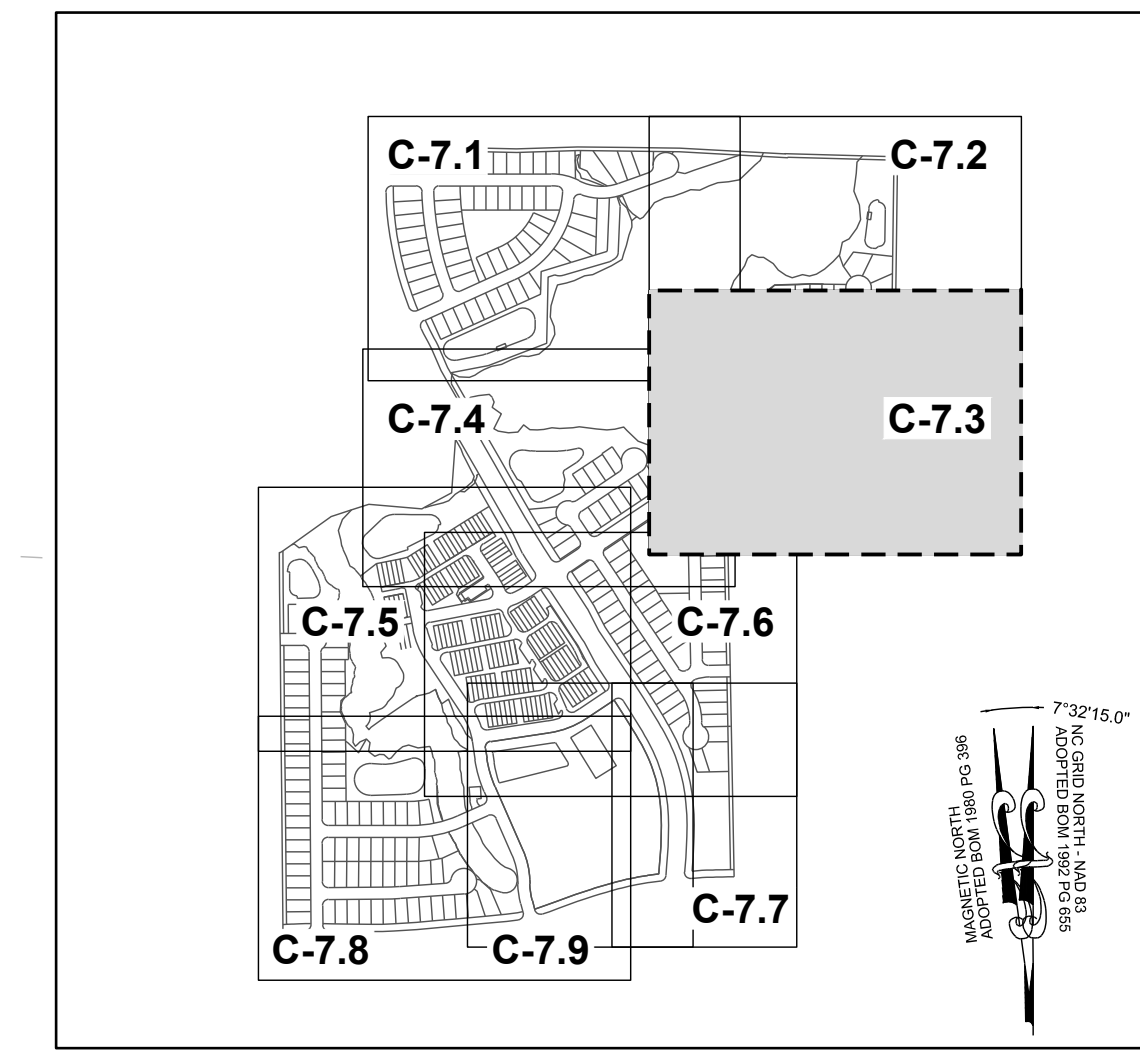 C-7.1
C-7.2
C-7.3
C-7.4
C-7.5
C-7.6
C-7.7
C-7.8
C-7.9
7°32'15.0"
MAGNETIC NORTH
ADOPTED BOM 1980 PG 396
NC GRID NORTH - NAD 83
ADOPTED BOM 1992 PG 655